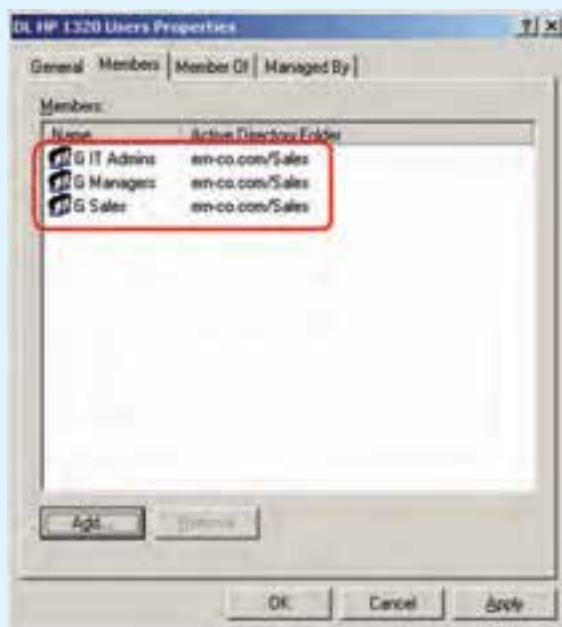 DL HP 1320 Users Properties
General Members Member Of Managed By
Members:
Name Active Directory Folder
G IT Admins em-co.com/Sales
G Managers em-co.com/Sales
G Sales em-co.com/Sales
Add... Remove
OK Cancel Apply